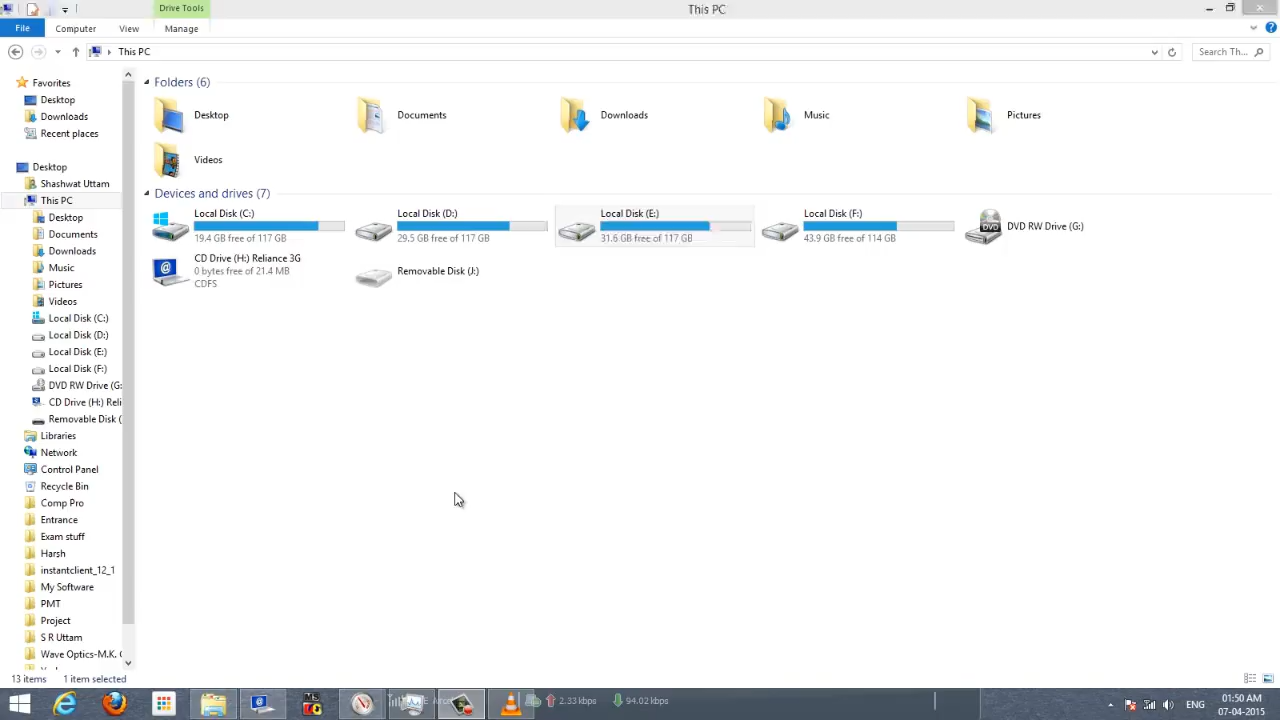 Drive Tools
This PC
File
Computer
View
Manage
This PC
Search Th...
Favorites
Desktop
Downloads
Recent places
Desktop
Shashwat Uttam
This PC
Desktop
Documents
Downloads
Music
Pictures
Videos
Local Disk (C:)
Local Disk (D:)
Local Disk (E:)
Local Disk (F:)
DVD RW Drive (G:
CD Drive (H:) Reli
Removable Disk (
Libraries
Network
Control Panel
Recycle Bin
Comp Pro
Entrance
Exam stuff
Harsh
instantclient_12_1
My Software
PMT
Project
S R Uttam
Wave Optics-M.K. 
Folders (6)
Desktop
Documents
Downloads
Music
Pictures
Videos
Devices and drives (7)
Local Disk (C:)
19.4 GB free of 117 GB
Local Disk (D:)
29.5 GB free of 117 GB
Local Disk (E:)
31.6 GB free of 117 GB
Local Disk (F:)
43.9 GB free of 114 GB
DVD
DVD RW Drive (G:)
CD Drive (H:) Reliance 3G
0 bytes free of 21.4 MB
CDFS
Removable Disk (J:)
13 items
1 item selected
2.33 kbps
94.02 kbps
ENG
01:50 AM
07-04-2015